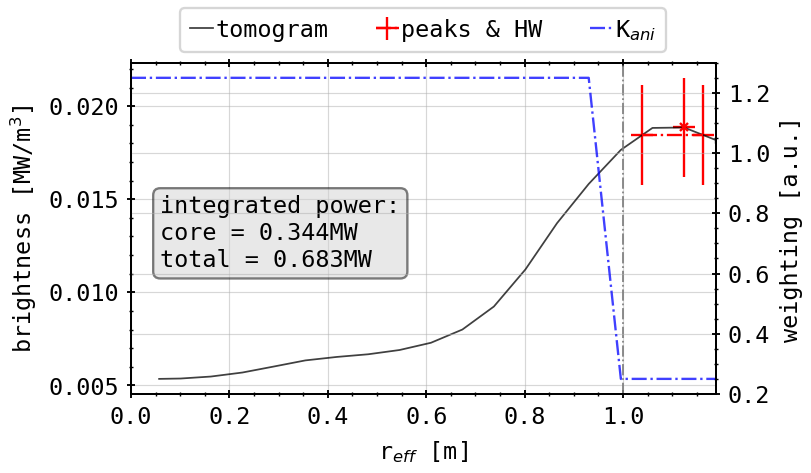 tomogram peaks & HW K_ani
brightness [MW/m³]
0.020
0.015
0.010
0.005
integrated power:
core = 0.344MW
total = 0.683MW
1.2
1.0
0.8
0.6
0.4
0.2
weighting [a.u.]
0.0 0.2 0.4 0.6 0.8 1.0
r_eff [m]